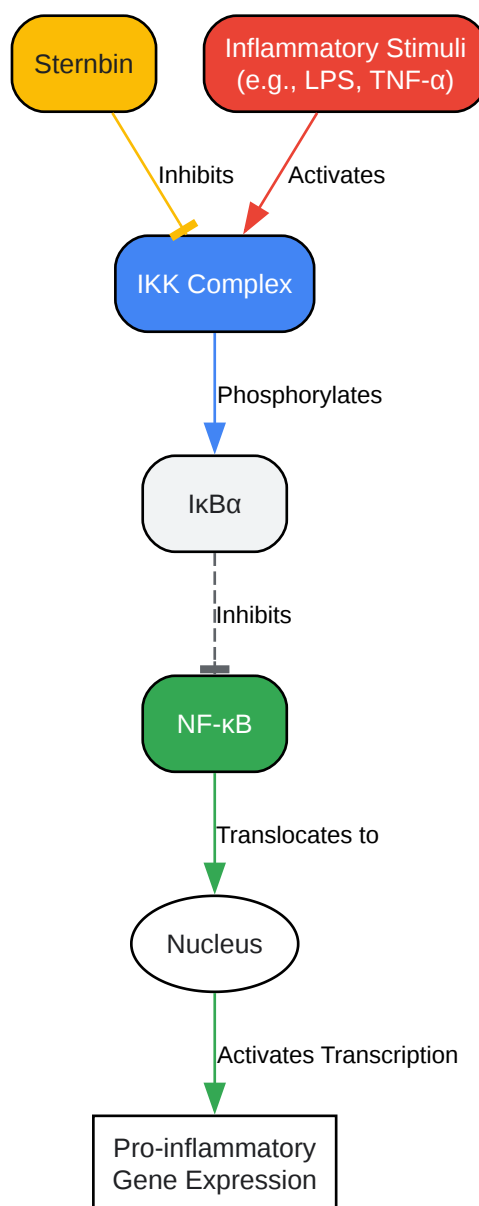 Sternbin
Inflammatory Stimuli
(e.g., LPS, TNF-α)
Inhibits
Activates
IKK Complex
Phosphorylates
IκBα
Inhibits
NF-κB
Translocates to
Nucleus
Activates Transcription
Pro-inflammatory
Gene Expression